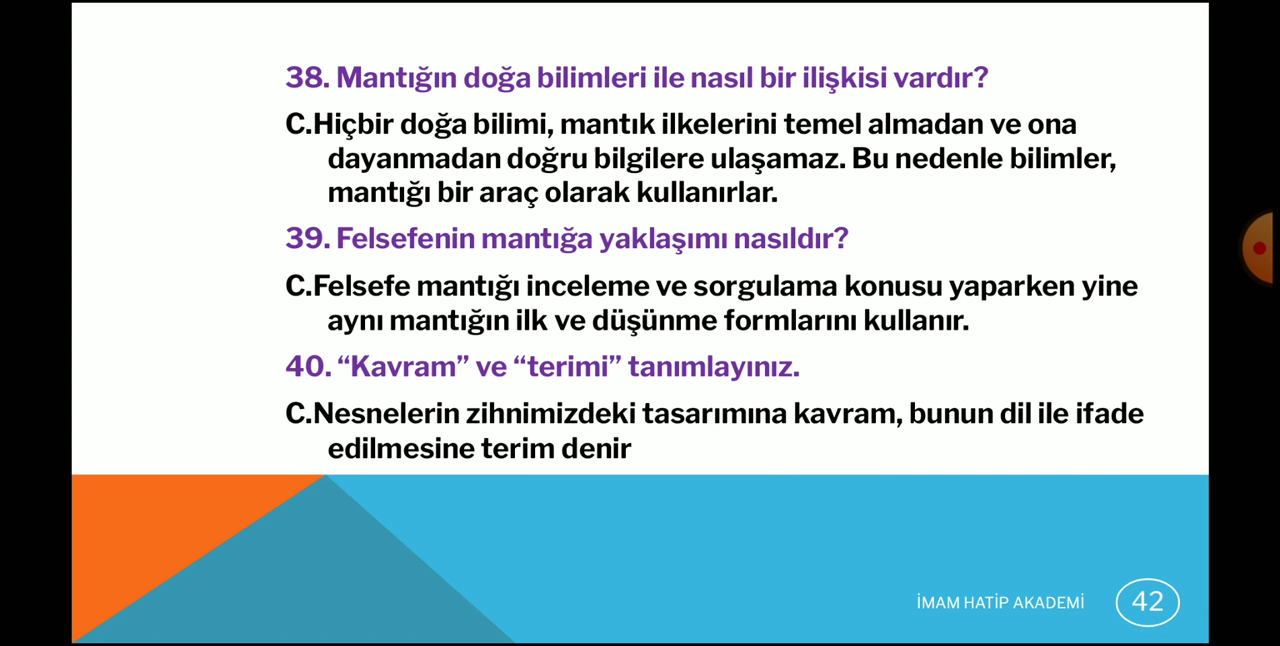 38. Mantığın doğa bilimleri ile nasıl bir ilişkisi vardır?
C.Hiçbir doğa bilimi, mantık ilkelerini temel almadan ve ona
dayanmadan doğru bilgilere ulaşamaz. Bu nedenle bilimler,
mantığı bir araç olarak kullanırlar.
39. Felsefenin mantığa yaklaşımı nasıldır?
C.Felsefe mantığı inceleme ve sorgulama konusu yaparken yine
aynı mantığın ilk ve düşünme formlarını kullanır.
40. “Kavram” ve “terimi” tanımlayınız.
C.Nesnelerin zihnimizdeki tasarımına kavram, bunun dil ile ifade
edilmesine terim denir
İMAM HATİP AKADEMİ
42